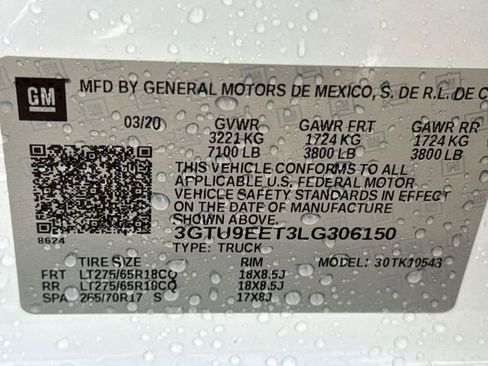 GM
MFD BY GENERAL MOTORS DE MEXICO, S. DE R.L. DE C
03/20 GVWR GAWR FRT GAWR RR
3221 KG 1724 KG 1724 KG
7100 LB 3800 LB 3800 LB
THIS VEHICLE CONFORMS TO ALL
APPLICABLE U.S. FEDERAL MOTOR
VEHICLE SAFETY STANDARDS IN EFFECT
ON THE DATE OF MANUFACTURE
SHOWN ABOVE.
3GTU9EET3LG306150
8624 TYPE: TRUCK
TIRE SIZE RIM MODEL: 30TK10543
FRT LT275/65R18CQ 18X8.5J
RR LT275/65R18CQ 18X8.5J
SPA 265/70R17 S 17X8J